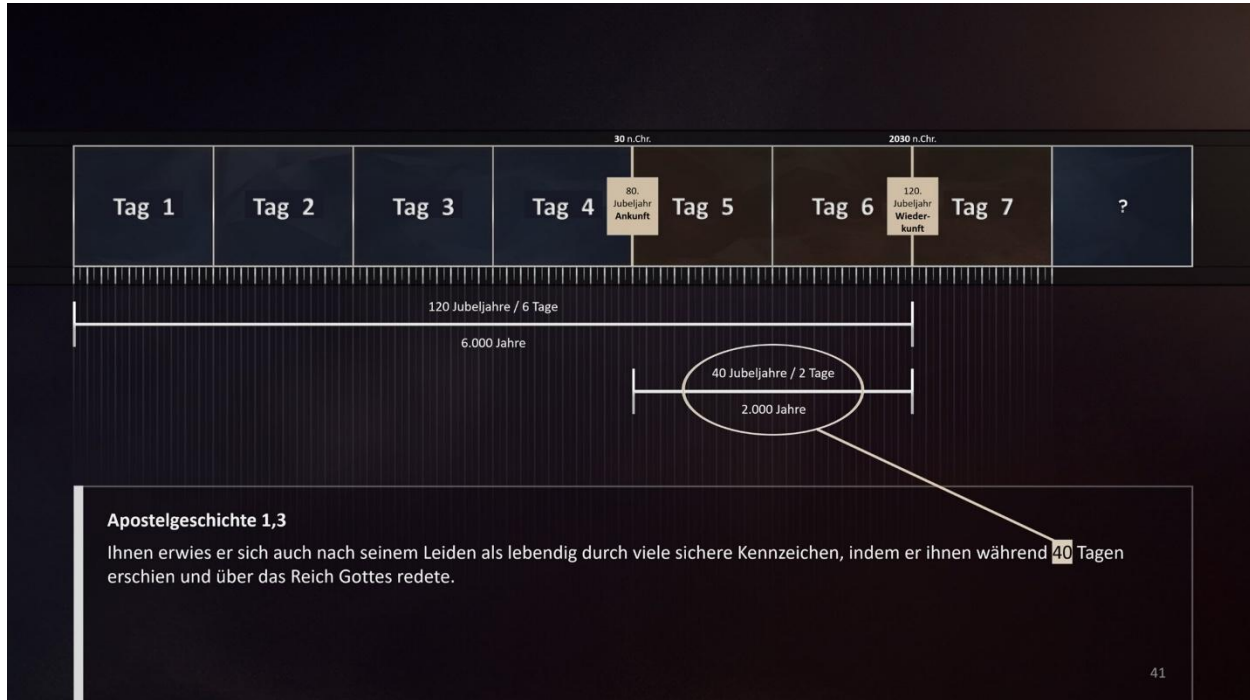 30 n.Chr.
2030 n.Chr.
Tag 1
Tag 2
Tag 3
Tag 4
80.
Jubeljahr
Ankunft
Tag 5
Tag 6
120.
Jubeljahr
Wieder-
kunft
Tag 7
?
120 Jubeljahre / 6 Tage
6.000 Jahre
40 Jubeljahre / 2 Tage
2.000 Jahre
Apostelgeschichte 1,3
Ihnen erwies er sich auch nach seinem Leiden als lebendig durch viele sichere Kennzeichen, indem er ihnen während 40 Tagen
erschien und über das Reich Gottes redete.
41